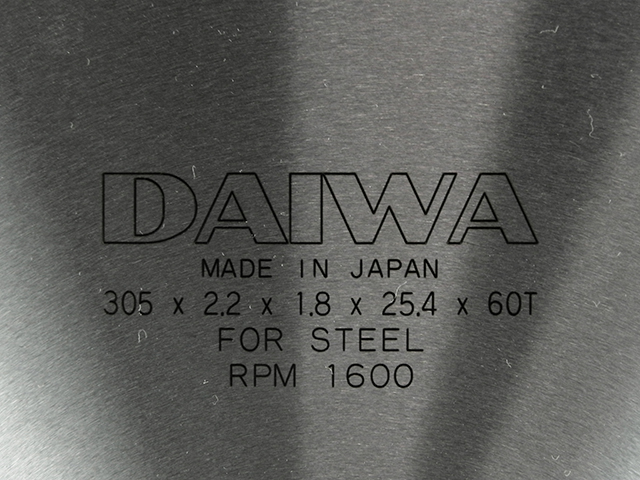 DAIWA
MADE IN JAPAN
305 x 2.2 x 1.8 x 25.4 x 60T
FOR STEEL
RPM 1600